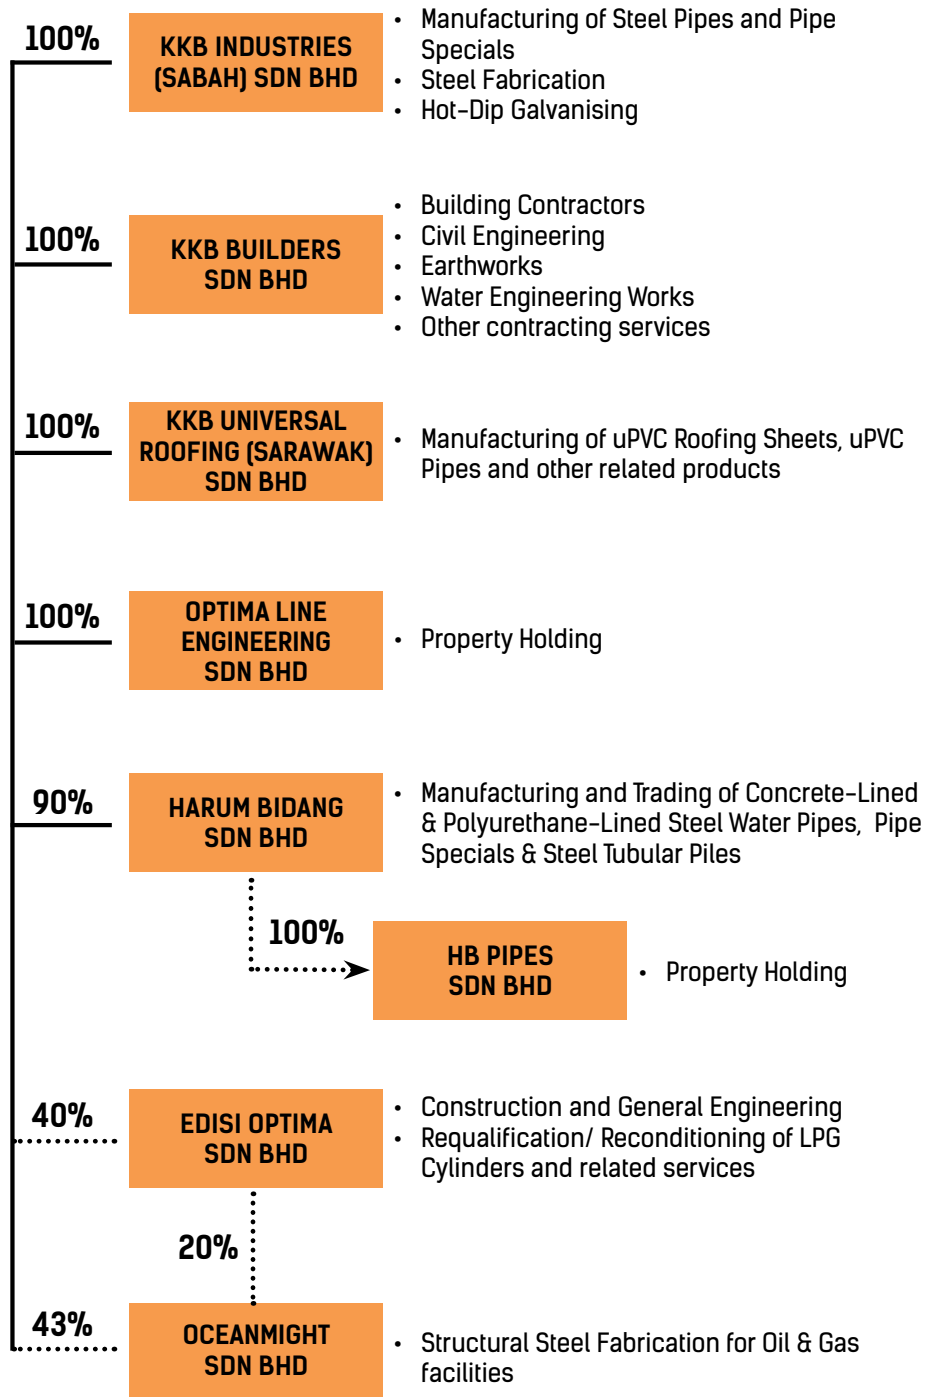 100%
KKB INDUSTRIES
(SABAH) SDN BHD
• Manufacturing of Steel Pipes and Pipe
Specials
• Steel Fabrication
• Hot-Dip Galvanising
100%
KKB BUILDERS
SDN BHD
• Building Contractors
• Civil Engineering
• Earthworks
• Water Engineering Works
• Other contracting services
100%
KKB UNIVERSAL
ROOFING (SARAWAK)
SDN BHD
• Manufacturing of uPVC Roofing Sheets, uPVC
Pipes and other related products
100%
OPTIMA LINE
ENGINEERING
SDN BHD
• Property Holding
90%
HARUM BIDANG
SDN BHD
• Manufacturing and Trading of Concrete-Lined
& Polyurethane-Lined Steel Water Pipes, Pipe
Specials & Steel Tubular Piles
100%
HB PIPES
SDN BHD
• Property Holding
40%
EDISI OPTIMA
SDN BHD
• Construction and General Engineering
• Requalification/ Reconditioning of LPG
Cylinders and related services
20%
43%
OCEANMIGHT
SDN BHD
• Structural Steel Fabrication for Oil & Gas
facilities